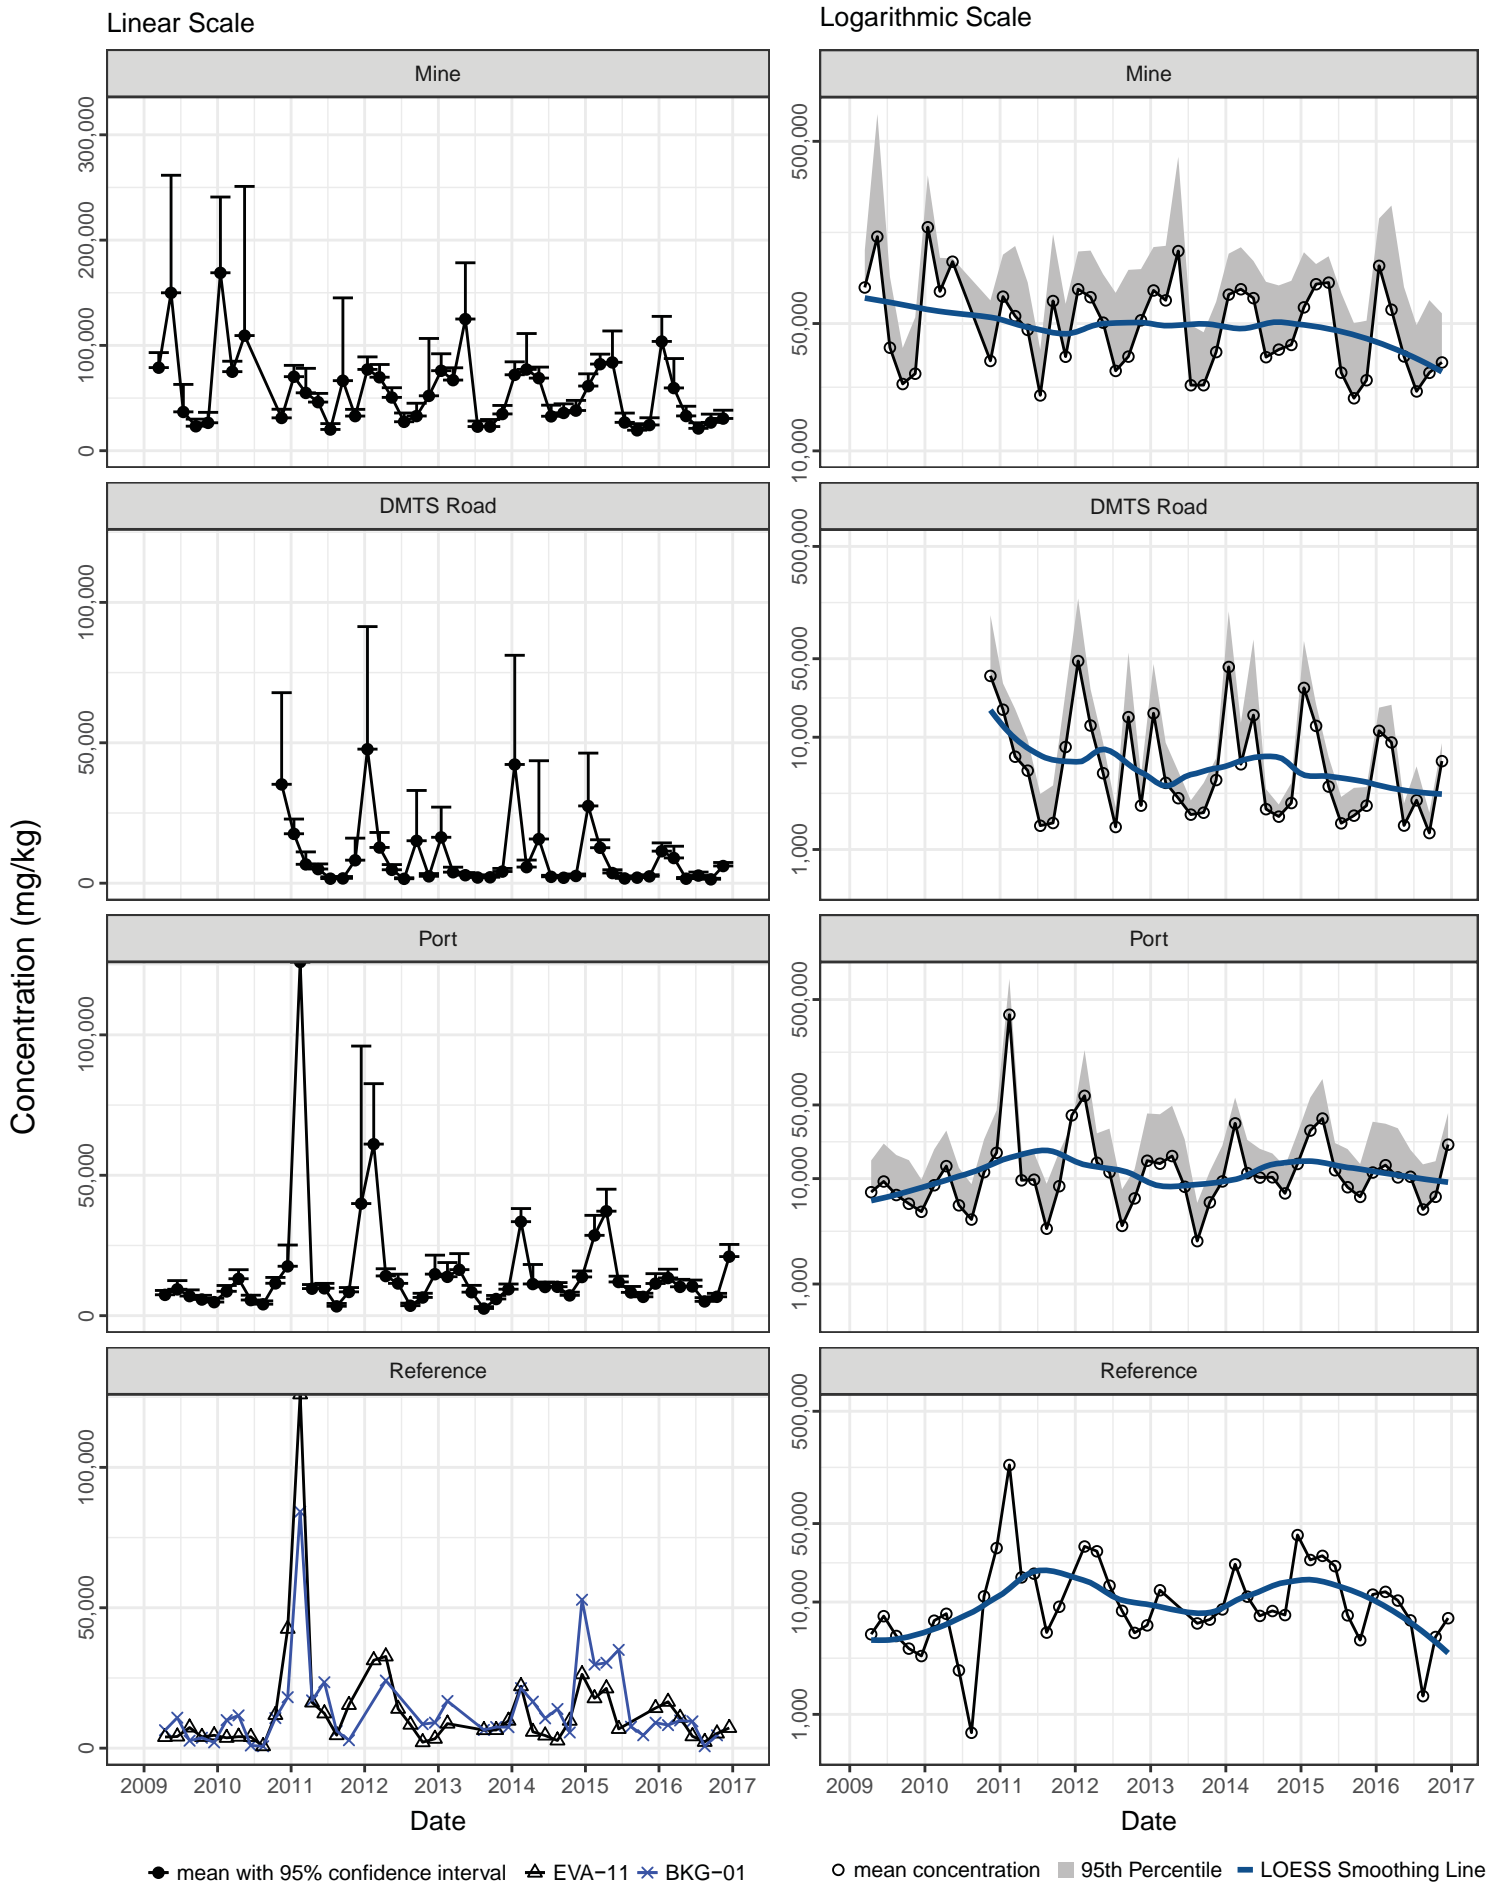 Linear Scale
Logarithmic Scale
Concentration (mg/kg)
Mine
300,000
200,000
100,000
0
Mine
500,000
50,000
10,000
DMTS Road
100,000
50,000
0
DMTS Road
500,000
50,000
10,000
1,000
Port
100,000
50,000
0
Port
500,000
50,000
10,000
1,000
Reference
100,000
50,000
0
Reference
500,000
50,000
10,000
1,000
2009 2010 2011 2012 2013 2014 2015 2016 2017
2009 2010 2011 2012 2013 2014 2015 2016 2017
Date
Date
mean with 95% confidence interval EVA−11 BKG−01
mean concentration 95th Percentile LOESS Smoothing Line